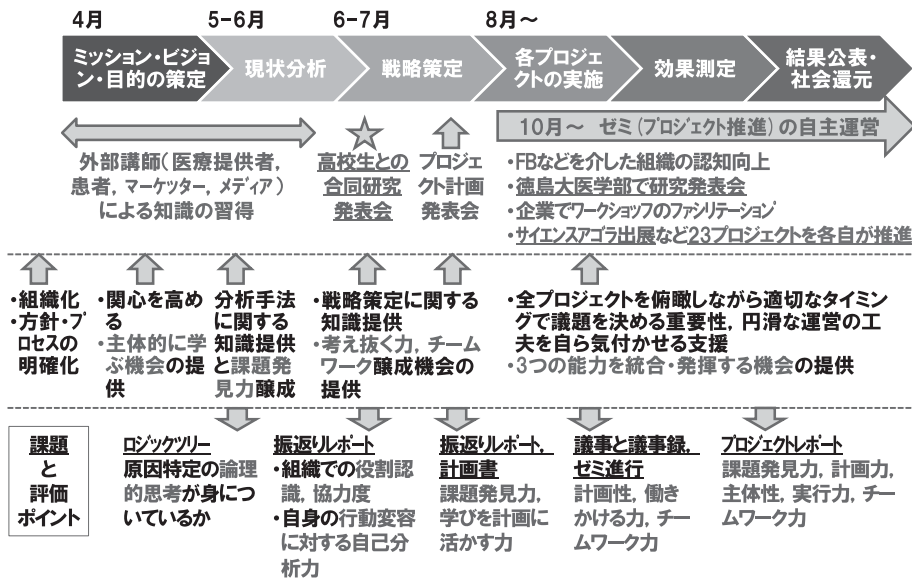 4月
5-6月
6-7月
8月～
ミッション・ビジョ
ン・目的の策定
現状分析
戦略策定
各プロジェ
クトの実施
効果測定
結果公表・
社会還元
外部講師（医療提供者，
患者，マーケッター，メディア）
による知識の習得
高校生との
合同研究
発表会
プロジェ
クト計画
発表会
10月～　ゼミ（プロジェクト推進）の自主運営
・FBなどを介した組織の認知向上
・徳島大医学部で研究発表会
・企業でワークショッフのファシリテーション
・サイエンスアゴラ出展など23プロジェクトを各自が推進
・組織化
・方針・プ
ロセスの
明確化
・関心を高め
る
・主体的に学
ぶ機会の提
供
分析手法
に関する
知識提供
と課題発
見力醸成
・戦略策定に関する
知識提供
・考え抜く力，チーム
ワーク醸成機会の
提供
・全プロジェクトを俯瞰しながら適切なタイミン
グで議題を決める重要性，円滑な運営の工
夫を自ら気付かせる支援
・3つの能力を統合・発揮する機会の提供
課題
と
評価
ポイント
ロジックツリー
原因特定の論理
的思考が身につ
いているか
振返りルポート
・組織での役割認
識，協力度
・自身の行動変容
に対する自己分
析力
振返りルポート，
計画書
課題発見力，
学びを計画に
活かす力
議事と議事録，
ゼミ進行
計画性，働き
かける力，チー
ムワーク力
プロジェクトレポート
課題発見力，計画力，
主体性，実行力，チー
ムワーク力